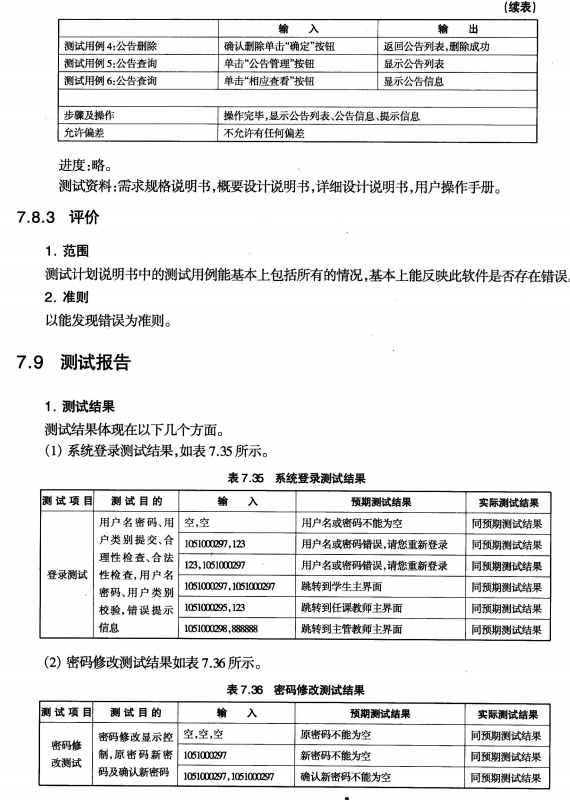 (续表)
输 入 输 出
测试用例 4:公告删除 确认删除单击“确定”按钮 返回公告列表,删除成功
测试用例 5:公告查询 单击“公告管理”按钮 显示公告列表
测试用例 6:公告查询 单击“相应查看”按钮 显示公告信息
步骤及操作 操作完毕,显示公告列表、公告信息、提示信息
允许偏差 不允许有任何偏差
进度:略。
测试资料:需求规格说明书,概要设计说明书,详细设计说明书,用户操作手册。
7.8.3 评价
1. 范围
测试计划说明书中的测试用例能基本上包括所有的情况,基本上能反映此软件是否存在错误。
2. 准则
以能发现错误为准则。
7.9 测试报告
1. 测试结果
测试结果体现在以下几个方面。
(1) 系统登录测试结果,如表 7.35 所示。
表 7.35 系统登录测试结果
测试项目 测试目的 输 入 预期测试结果 实际测试结果
登录测试
用户名密码、用
户类别提交、合
理性检查、合法
性检查,用户名
密码、用户类别
校验,错误提示
信息
空,空 用户名或密码不能为空 同预期测试结果
1051000297,123 用户名或密码错误,请您重新登录 同预期测试结果
123,1051000297 用户名或密码错误,请您重新登录 同预期测试结果
1051000297,1051000297 跳转到学生主界面 同预期测试结果
1051000295,123 跳转到任课教师主界面 同预期测试结果
1051000298,888888 跳转到主管教师主界面 同预期测试结果
(2) 密码修改测试结果如表 7.36 所示。
表 7.36 密码修改测试结果
测试项目 测试目的 输 入 预期测试结果 实际测试结果
密码修
改测试
密码修改显示控
制,原密码新密
码及确认新密码
空,空,空 原密码不能为空 同预期测试结果
1051000297 新密码不能为空 同预期测试结果
1051000297,1051000297 确认新密码不能为空 同预期测试结果